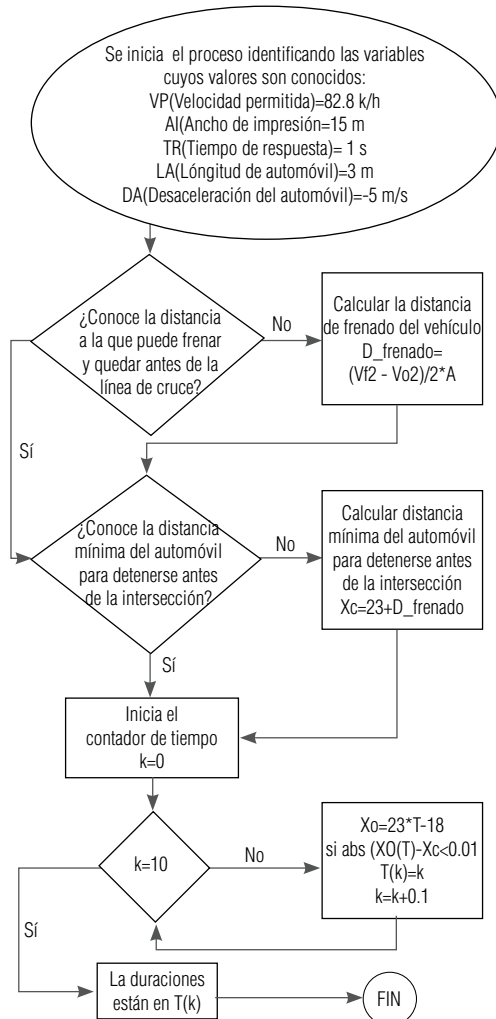 Se inicia el proceso identificando las variables
cuyos valores son conocidos:
VP(Velocidad permitida)=82.8 k/h
AI(Ancho de impresión=15 m
TR(Tiempo de respuesta)= 1 s
LA(Lóngitud de automóvil)=3 m
DA(Desaceleración del automóvil)=-5 m/s
¿Conoce la distancia
a la que puede frenar
y quedar antes de la
línea de cruce?
No
Calcular la distancia
de frenado del vehículo
D_frenado=
(Vf2 - Vo2)/2*A
Sí
¿Conoce la distancia
mínima del automóvil
para detenerse antes
de la intersección?
No
Calcular distancia
mínima del automóvil
para detenerse antes
de la intersección
Xc=23+D_frenado
Sí
Inicia el
contador de tiempo
k=0
k=10
No
Xo=23*T-18
si abs (XO(T)-Xc<0.01
T(k)=k
k=k+0.1
Sí
La duraciones
están en T(k)
FIN